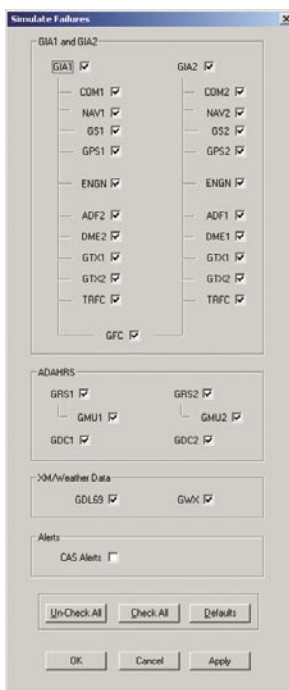 Simulate Failures
GIA1 and GIA2
GIA1 GIA2
COM1 COM2
NAV1 NAV2
GS1 GS2
GPS1 GPS2
ENGN ENGN
ADF2 ADF1
DME2 DME1
GTX1 GTX1
GTX2 GTX2
TRFC TRFC
GFC
ADAHRS
GRS1 GRS2
GMU1 GMU2
GDC1 GDC2
XM/Weather Data
GDL69 GWX
Alerts
CAS Alerts
Un-Check All Check All Defaults
OK Cancel Apply